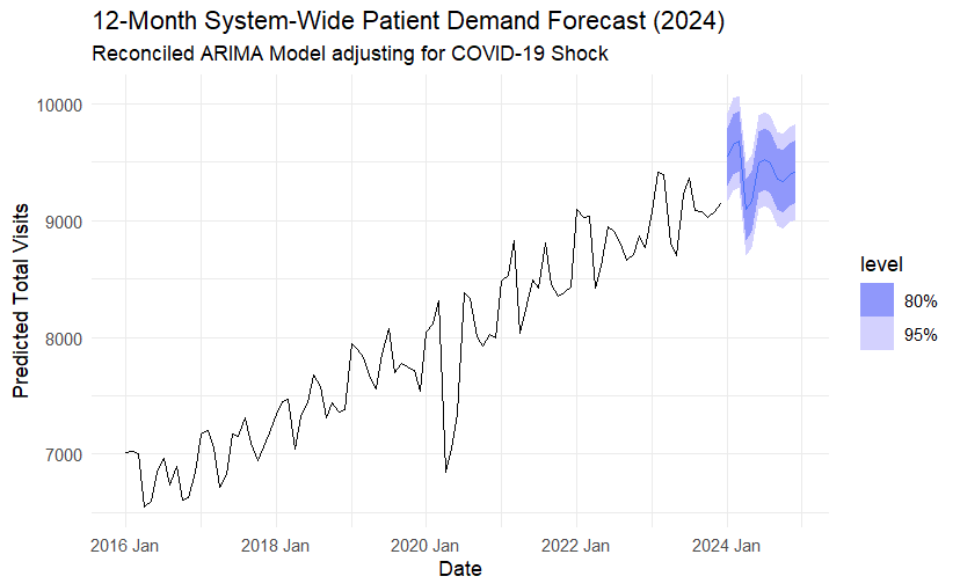 12-Month System-Wide Patient Demand Forecast (2024)
Reconciled ARIMA Model adjusting for COVID-19 Shock
10000
9000
8000
7000
Predicted Total Visits
2016 Jan
2018 Jan
2020 Jan
2022 Jan
2024 Jan
Date
level
80%
95%